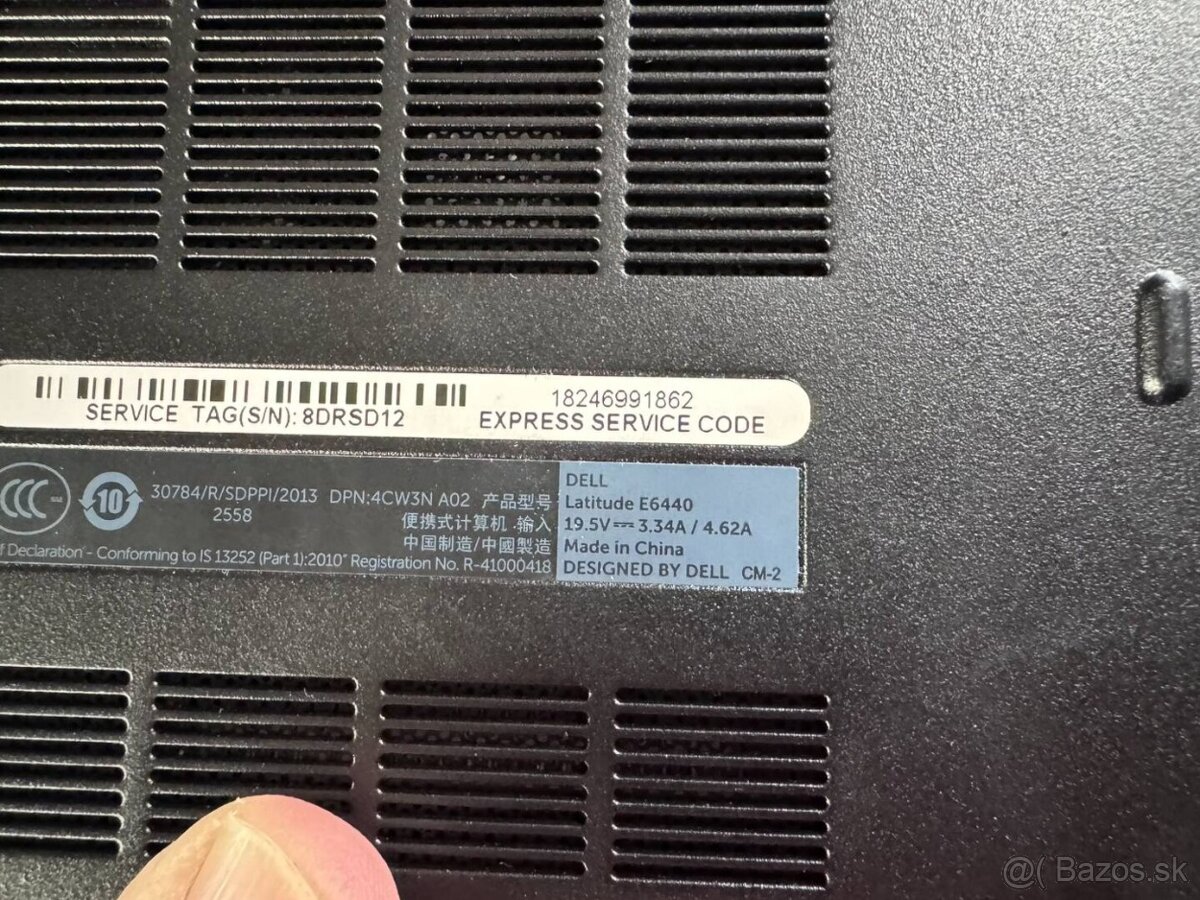 18246991862
SERVICE TAG(S/N): 8DRSD12 EXPRESS SERVICE CODE
DELL
30784/R/SDPPI/2013 DPN:4CW3N A02 产品型号 Latitude E6440
2558 便携式计算机 输入 19.5V⎓3.34A / 4.62A
中国制造/中國製造 Made in China
f Declaration - Conforming to IS 13252 (Part 1):2010" Registration No. R-41000418 DESIGNED BY DELL CM-2
CCC
10
@( Bazos.sk